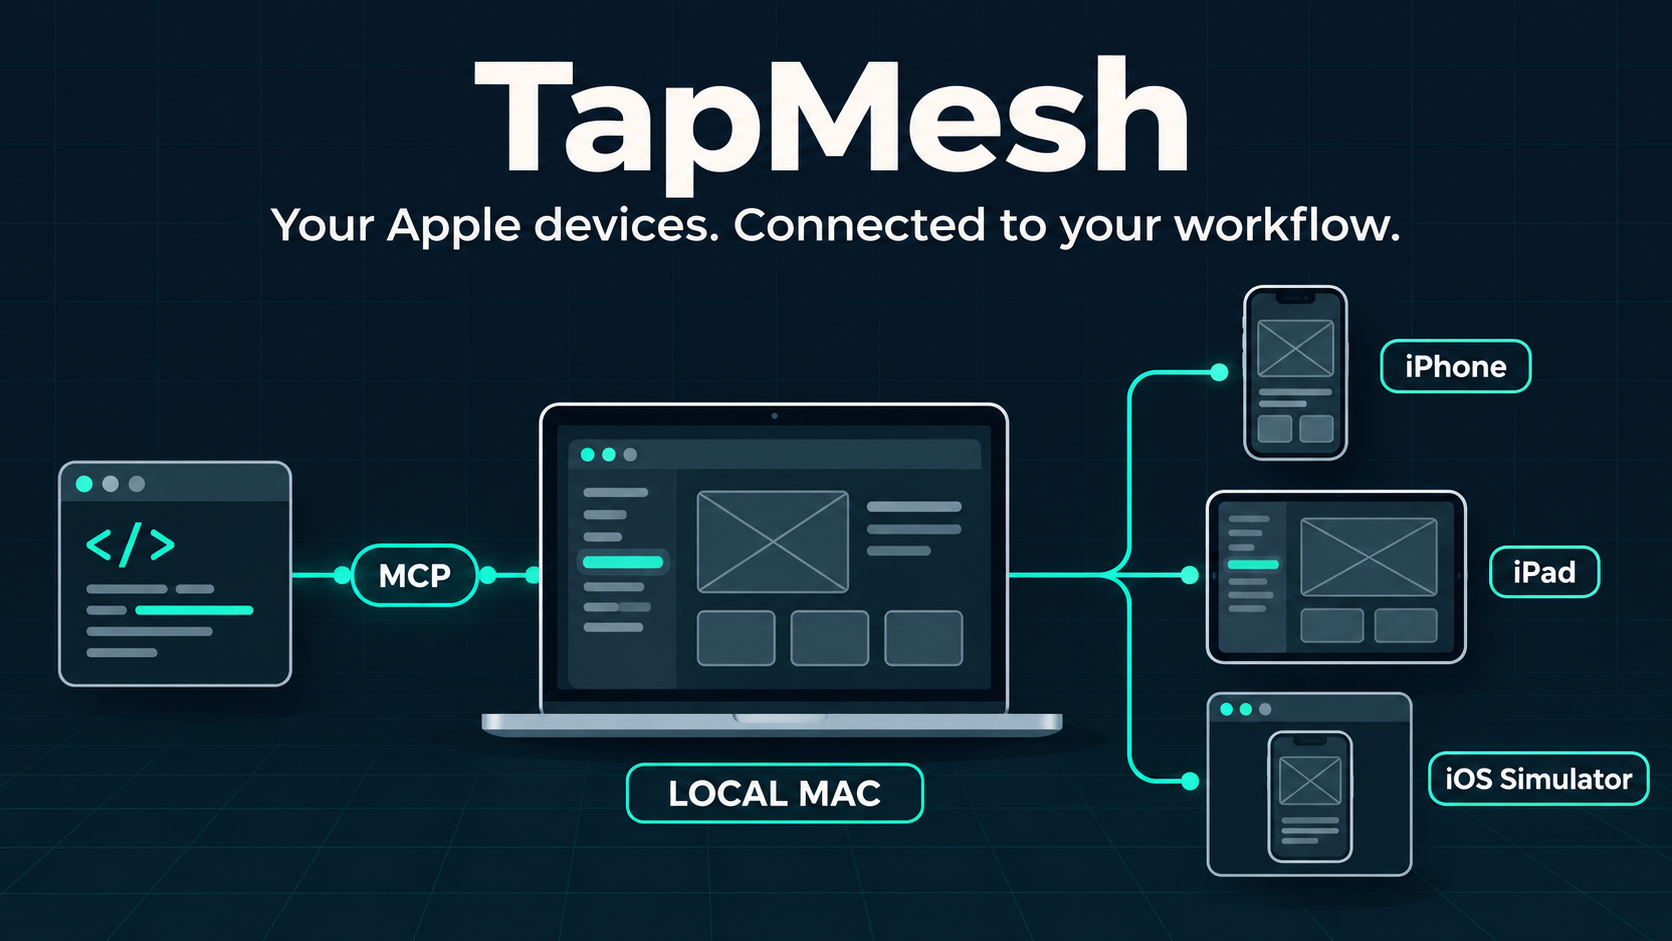 TapMesh
Your Apple devices. Connected to your workflow.
iPhone
</>
MCP
iPad
LOCAL MAC
iOS Simulator